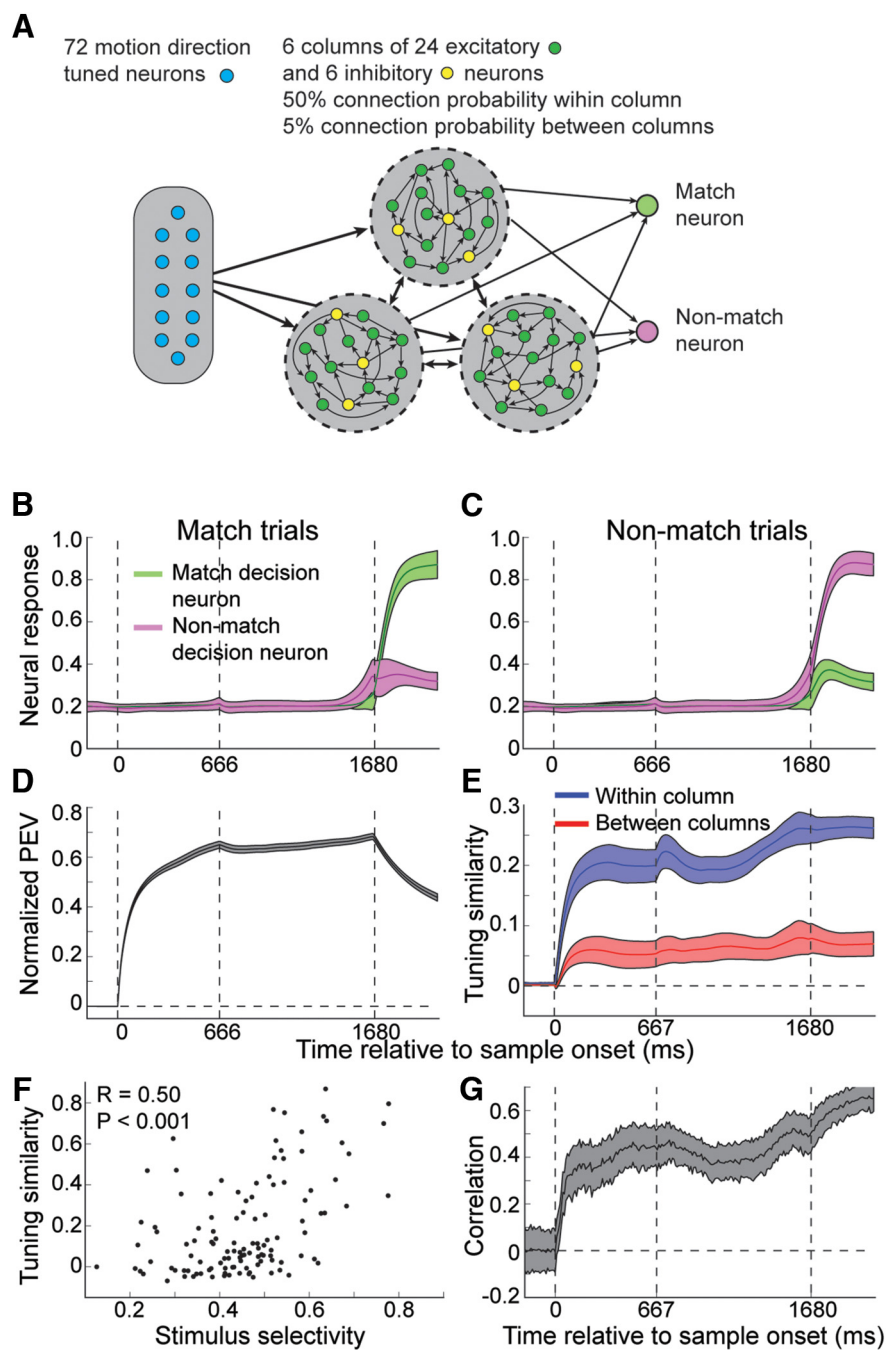 A
72 motion direction
tuned neurons
6 columns of 24 excitatory
and 6 inhibitory neurons
50% connection probability wihin column
5% connection probability between columns
Match
neuron
Non-match
neuron
B
Match trials
Neural response
1.0
0.8
0.6
0.4
0.2
0
Match decision
neuron
Non-match
decision neuron
0 666 1680
C
Non-match trials
1.0
0.8
0.6
0.4
0.2
0
0 666 1680
D
Normalized PEV
0.8
0.6
0.4
0.2
0
0 666 1680
E
Within column
Between columns
Tuning similarity
0.3
0.2
0.1
0
0 667 1680
Time relative to sample onset (ms)
F
R = 0.50
P < 0.001
Tuning similarity
0.8
0.6
0.4
0.2
0
0.2 0.4 0.6 0.8
Stimulus selectivity
G
Correlation
0.6
0.4
0.2
0
-0.2
0 667 1680
Time relative to sample onset (ms)